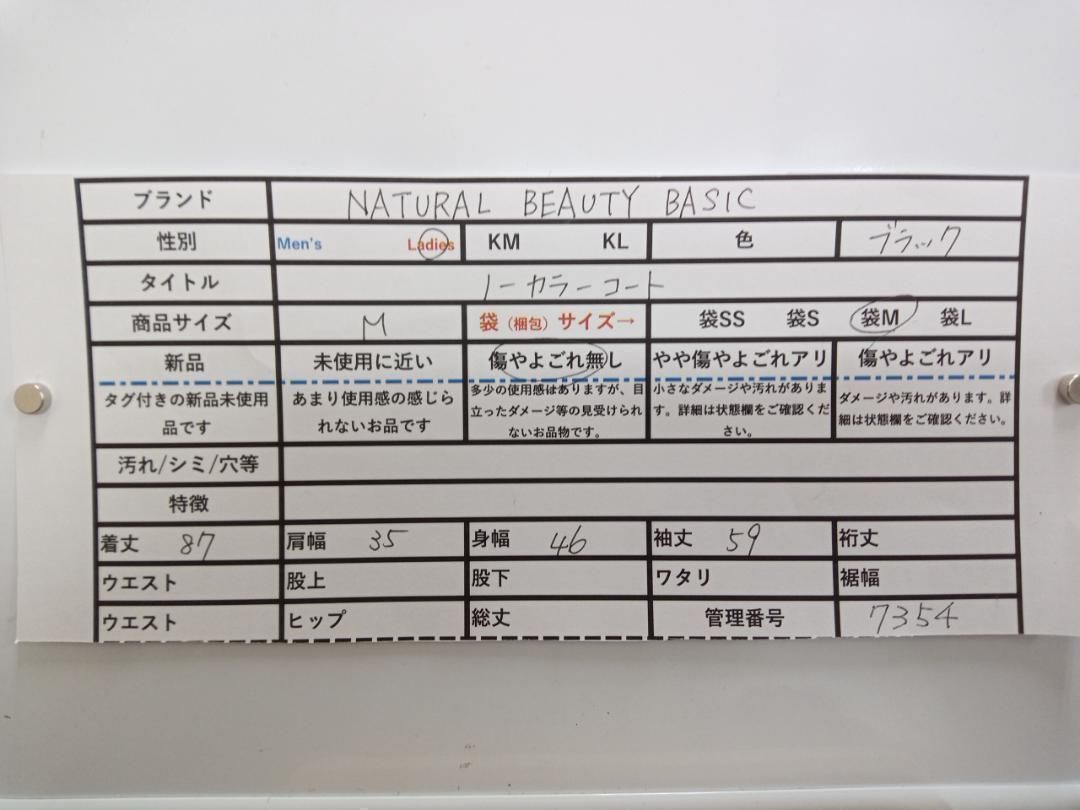 ブランド NATURAL BEAUTY BASIC
性別 Men's Ladies KM KL 色 ブラック
タイトル ノーカラーコート
商品サイズ M 袋（梱包）サイズ→ 袋SS 袋S 袋M 袋L
新品 未使用に近い 傷やよごれ無し やや傷やよごれアリ 傷やよごれアリ
タグ付きの新品未使用
品です
あまり使用感の感じら
れないお品です
多少の使用感はありますが、目
立ったダメージ等の見受けられ
ないお品物です。
小さなダメージや汚れがありま
す。詳細は状態欄をご確認くだ
さい。
ダメージや汚れがあります。詳
細は状態欄をご確認ください。
汚れ/シミ/穴等
特徴
着丈 87 肩幅 35 身幅 46 袖丈 59 裄丈
ウエスト 股上 股下 ワタリ 裾幅
ウエスト ヒップ 総丈 管理番号 7354